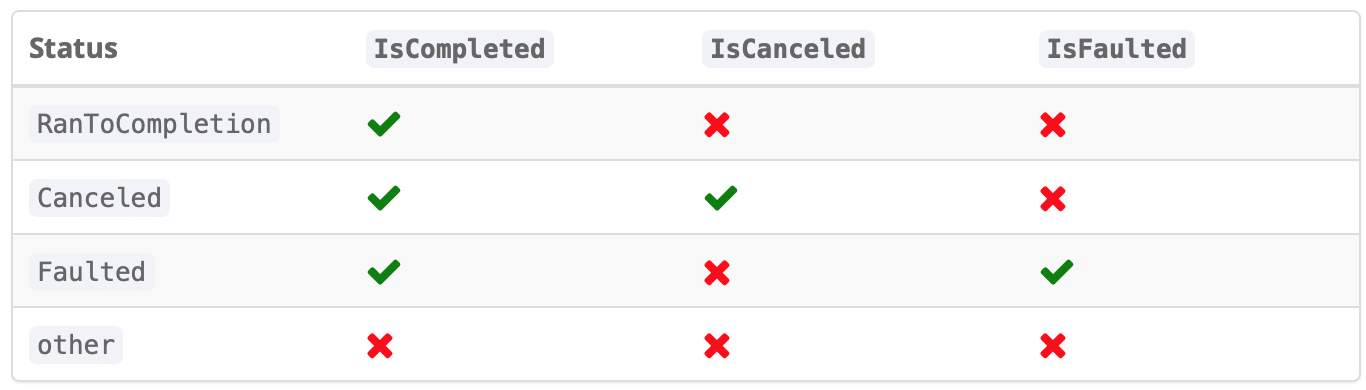 Status IsCompleted IsCanceled IsFaulted
RanToCompletion
Canceled
Faulted
other